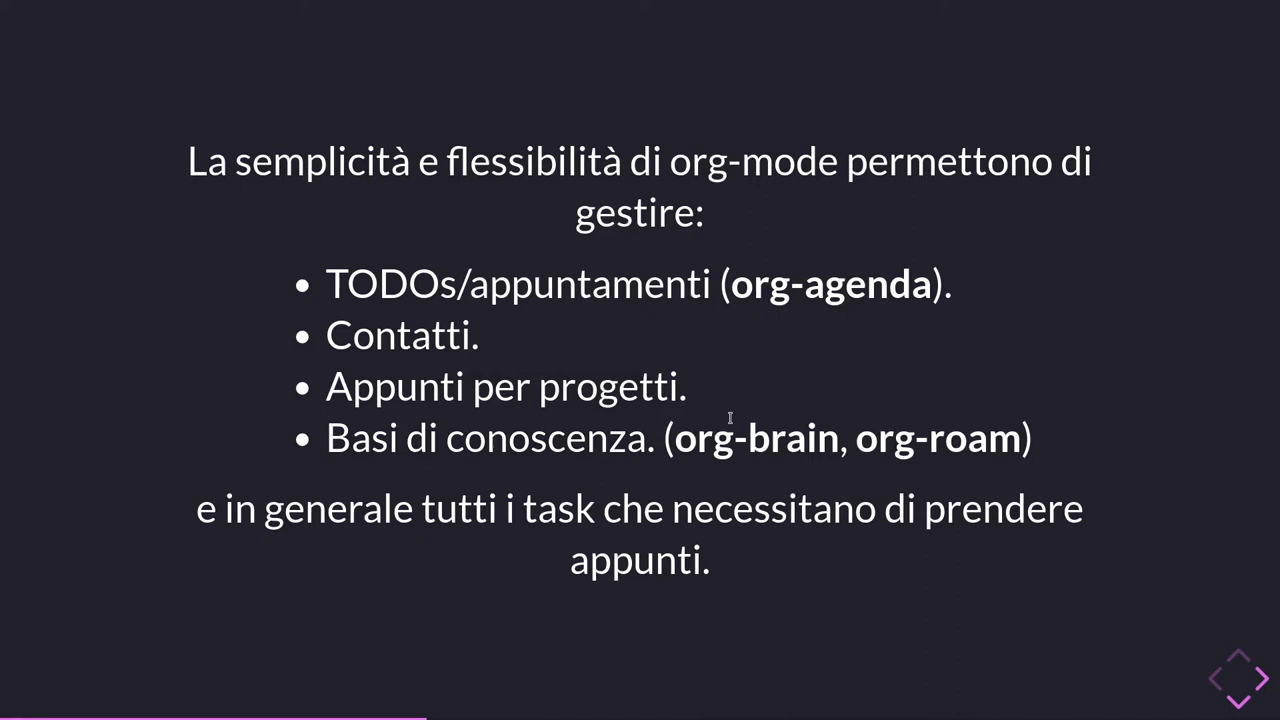 La semplicità e flessibilità di org-mode permettono di
gestire:
• TODOs/appuntamenti (org-agenda).
• Contatti.
• Appunti per progetti.
• Basi di conoscenza. (org-brain, org-roam)
e in generale tutti i task che necessitano di prendere
appunti.